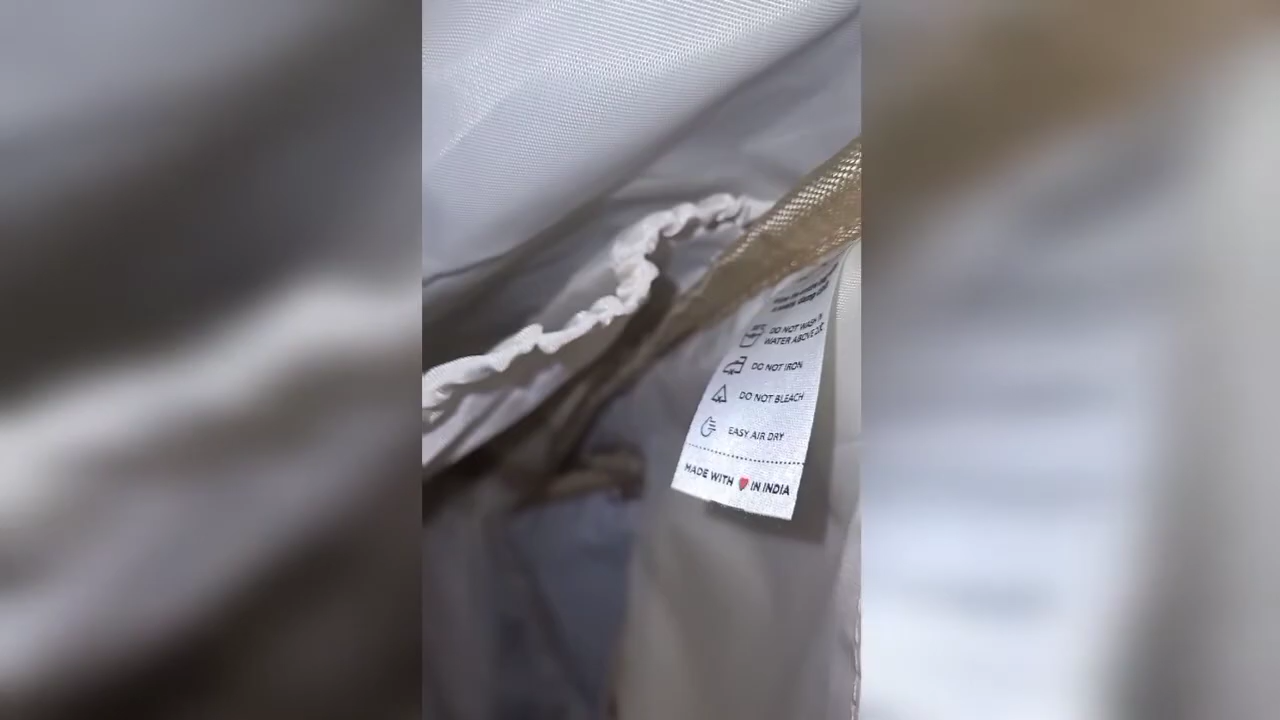 DO NOT WASH IN
WATER ABOVE
DO NOT IRON
DO NOT BLEACH
EASY AIR DRY
MADE WITH ❤ IN INDIA